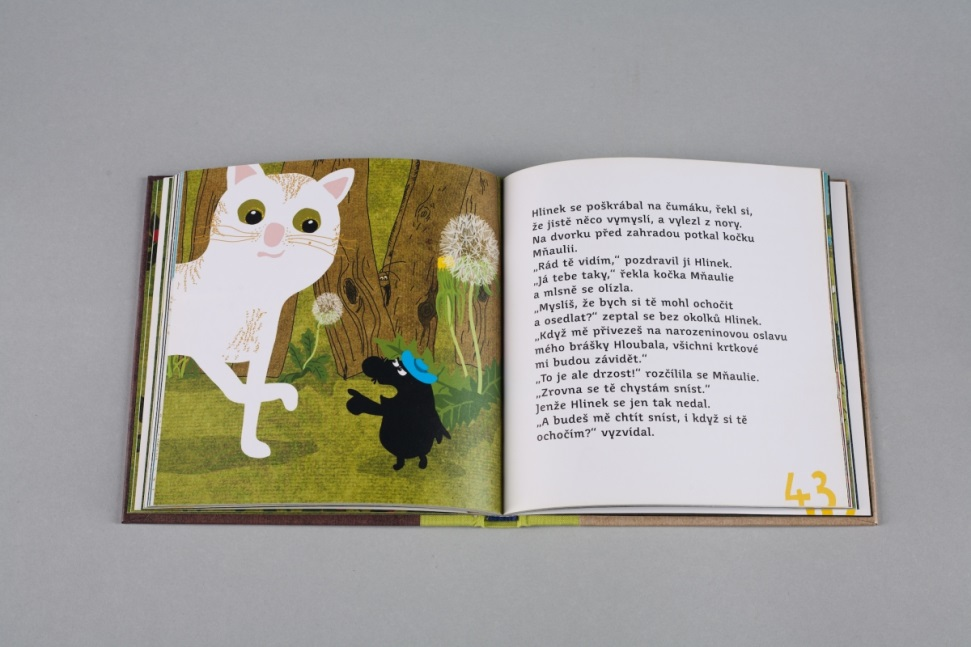 Hlínek se poškrábal na čumáku, řekl si,
že jistě něco vymyslí, a vylezl z nory.
Na dvorku před zahradou potkal kočku
Mňaulii.
„Rád tě vidím,“ pozdravil ji Hlínek.
„Já tebe taky,“ řekla kočka Mňaulie
a mlsně se olízla.
„Myslíš, že bych si tě mohl ochočit
a osedlat?“ zeptal se bez okolků Hlínek.
„Když mě přivezeš na narozeninovou oslavu
mého brášky Hloubala, všichni krtkové
mi budou závidět.“
„To je ale drzost!“ rozčílila se Mňaulie.
„Zrovna se tě chystám sníst.“
Jenže Hlínek se jen tak nedal.
„A budeš mě chtít sníst, i když si tě
ochočím?“ vyzvídal.
43